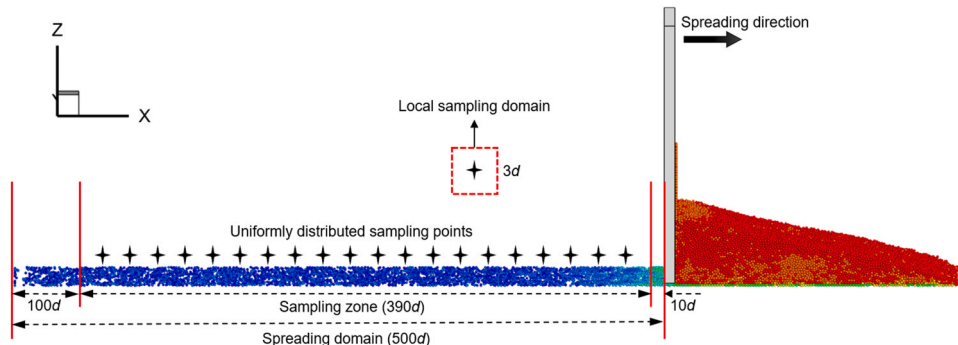 Spreading direction
Z
Y
X
Local sampling domain
3d
Uniformly distributed sampling points
100d
Sampling zone (390d)
10d
Spreading domain (500d)